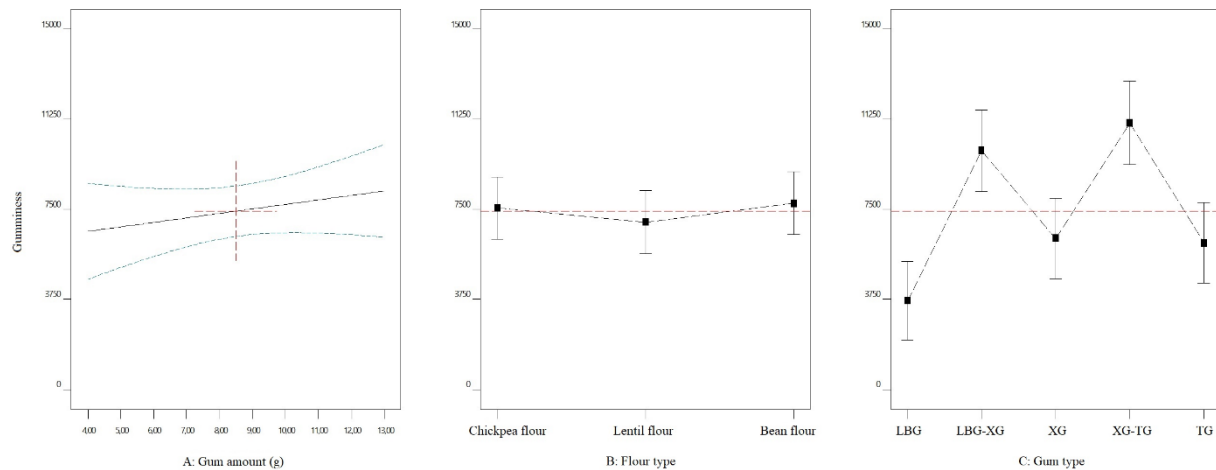 Gumminess
15000
11250
7500
3750
0
4,00 5,00 6,00 7,00 8,00 9,00 10,00 11,00 12,00 13,00
A: Gum amount (g)
15000
11250
7500
3750
0
Chickpea flour Lentil flour Bean flour
B: Flour type
15000
11250
7500
3750
0
LBG LBG-XG XG XG-TG TG
C: Gum type